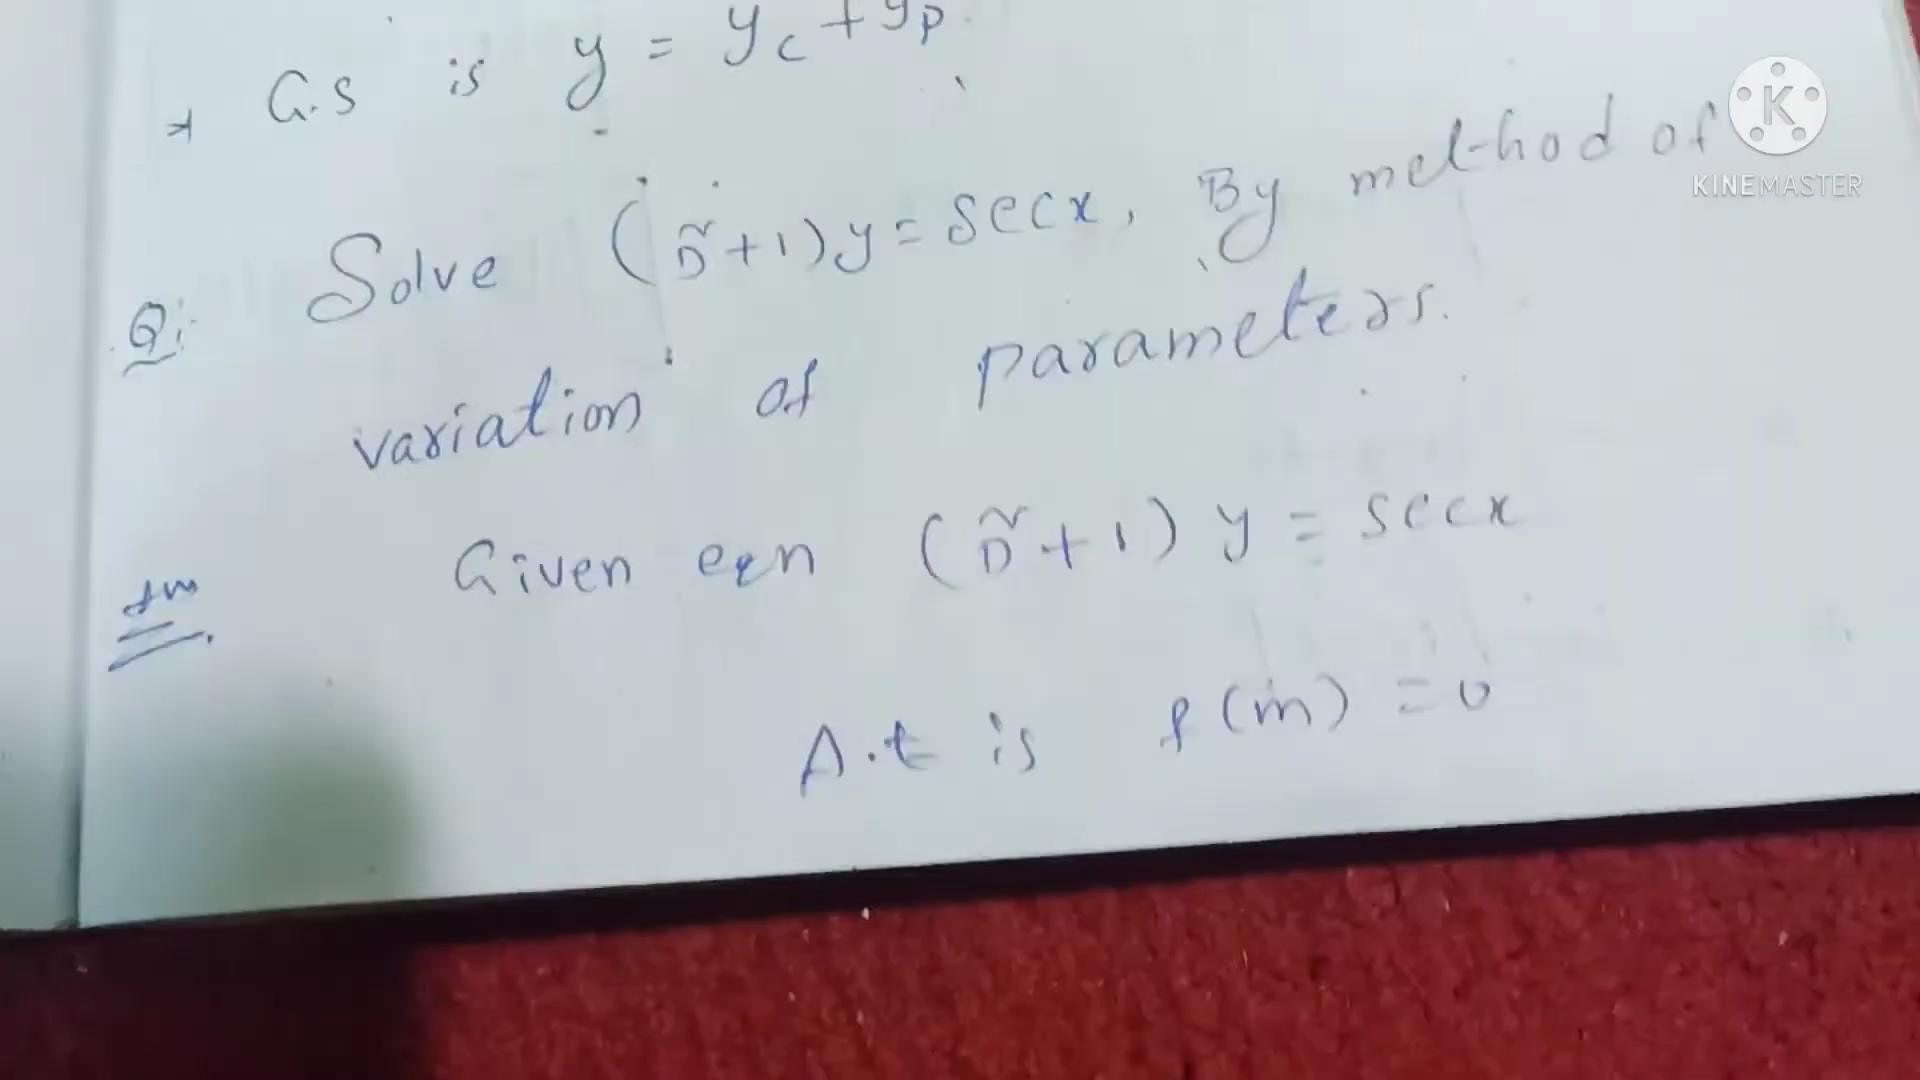 * G.S is y = yc + yp
K
KINEMASTER
Q:- Solve (D²+1)y = secx, By method of
variation of parameters.
Ans Given eqn (D²+1) y = secx
A.E is f(m) = 0